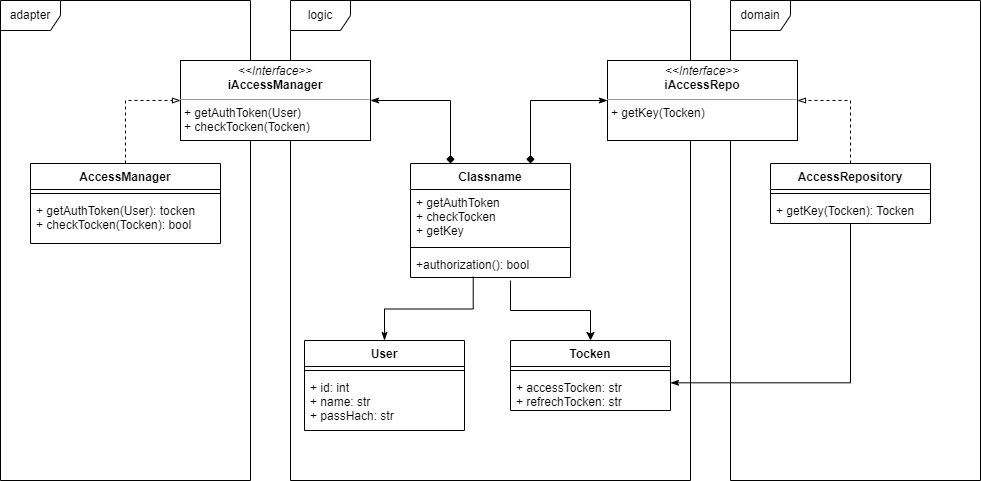 adapter
logic
domain
<<Interface>>
iAccessManager
+ getAuthToken(User)
+ checkTocken(Tocken)
<<Interface>>
iAccessRepo
+ getKey(Tocken)
AccessManager
+ getAuthToken(User): tocken
+ checkTocken(Tocken): bool
Classname
+ getAuthTocken
+ checkTocken
+ getKey
+authorization(): bool
AccessRepository
+ getKey(Tocken): Tocken
User
+ id: int
+ name: str
+ passHach: str
Tocken
+ accessTocken: str
+ refrechTocken: str